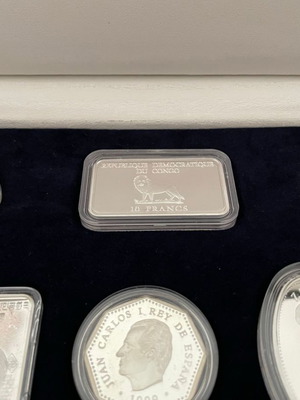 REPUBLIQUE DEMOCRATIQUE
DU CONGO
10 FRANCS
JUAN CARLOS I, REY DE ESPAÑA